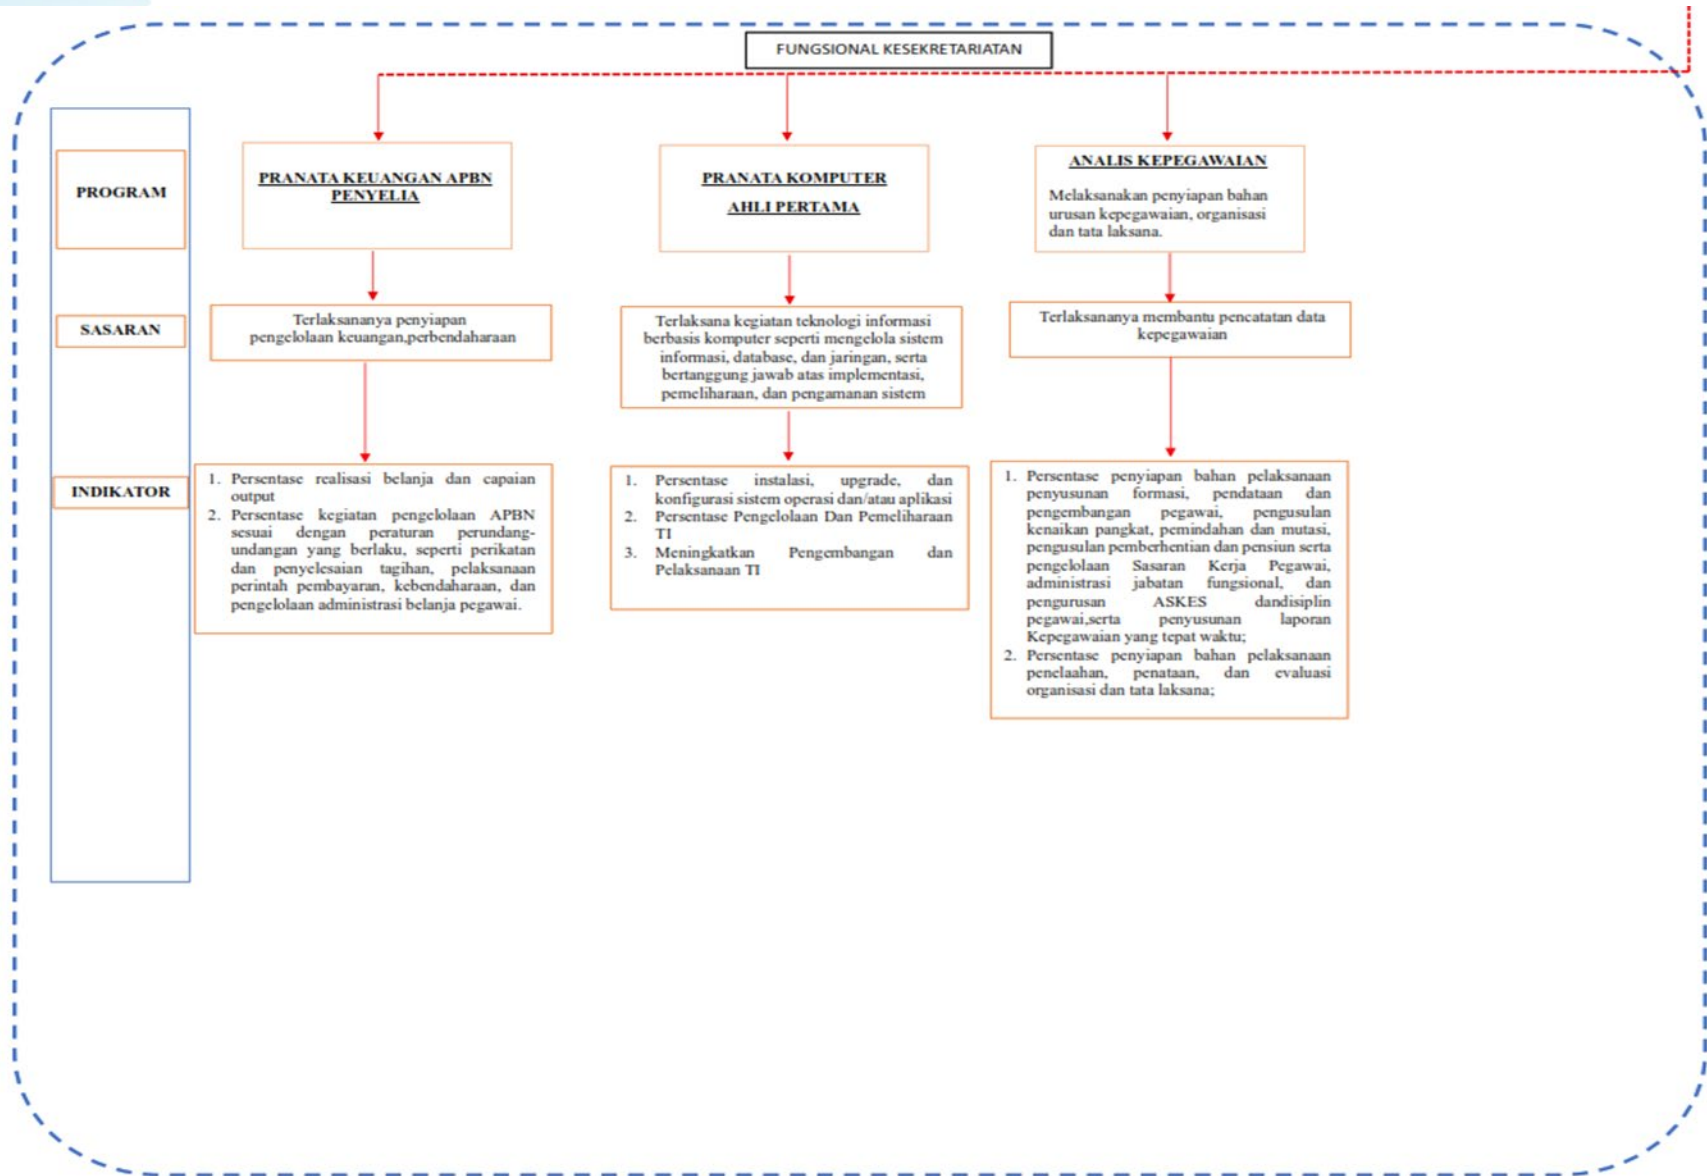 FUNGSIONAL KESEKRETARIATAN
PROGRAM
PRANATA KEUANGAN APBN
PENYELIA
PRANATA KOMPUTER
AHLI PERTAMA
ANALIS KEPEGAWAIAN
Melaksanakan penyiapan bahan
urusan kepegawaian, organisasi
dan tata laksana.
SASARAN
Terlaksananya penyiapan
pengelolaan keuangan,perbendaharaan
Terlaksana kegiatan teknologi informasi
berbasis komputer seperti mengelola sistem
informasi, database, dan jaringan, serta
bertanggung jawab atas implementasi,
pemeliharaan, dan pengamanan sistem
Terlaksananya membantu pencatatan data
kepegawaian
INDIKATOR
1. Persentase realisasi belanja dan capaian
output
2. Persentase kegiatan pengelolaan APBN
sesuai dengan peraturan perundang-
undangan yang berlaku, seperti perikatan
dan penyelesaian tagihan, pelaksanaan
perintah pembayaran, kebendaharaan, dan
pengelolaan administrasi belanja pegawai.
1. Persentase instalasi, upgrade, dan
konfigurasi sistem operasi dan/atau aplikasi
2. Persentase Pengelolaan Dan Pemeliharaan
TI
3. Meningkatkan Pengembangan dan
Pelaksanaan TI
1. Persentase penyiapan bahan pelaksanaan
penyusunan formasi, pendataan dan
pengembangan pegawai, pengusulan
kenaikan pangkat, pemindahan dan mutasi,
pengusulan pemberhentian dan pensiun serta
pengelolaan Sasaran Kerja Pegawai,
administrasi jabatan fungsional, dan
pengurusan ASKES dandisiplin
pegawai,serta penyusunan laporan
Kepegawaian yang tepat waktu;
2. Persentase penyiapan bahan pelaksanaan
penelaahan, penataan, dan evaluasi
organisasi dan tata laksana;